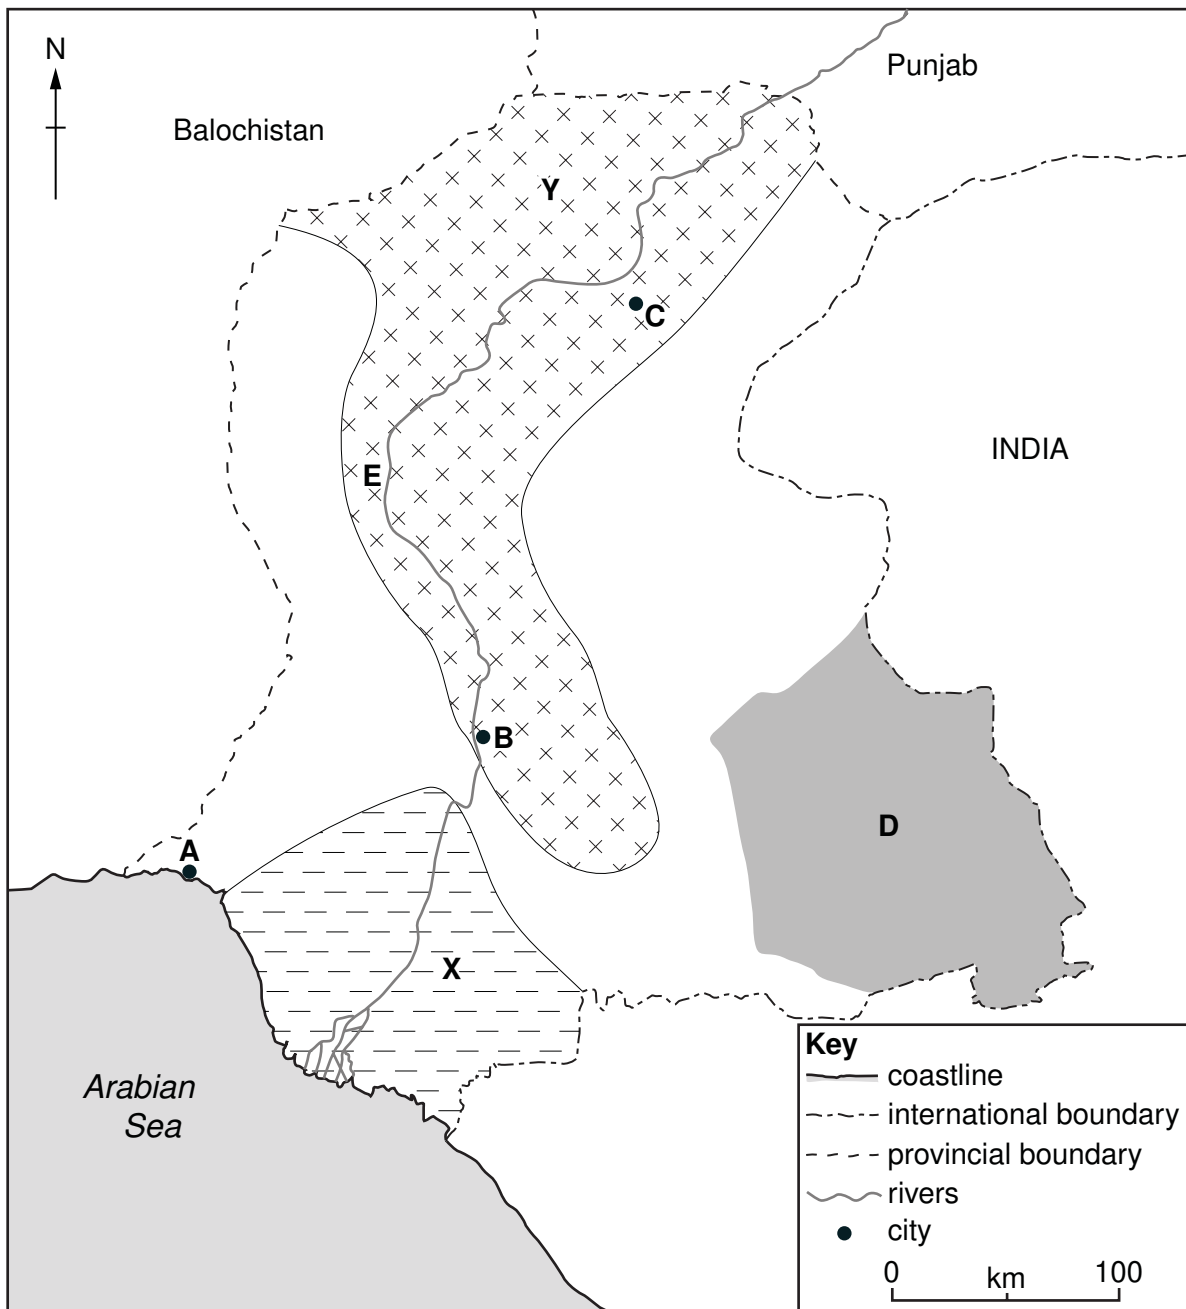 N
Punjab
Balochistan
Y
C
INDIA
E
B
D
A
X
Arabian
Sea
Key
coastline
international boundary
provincial boundary
rivers
city
0 km 100